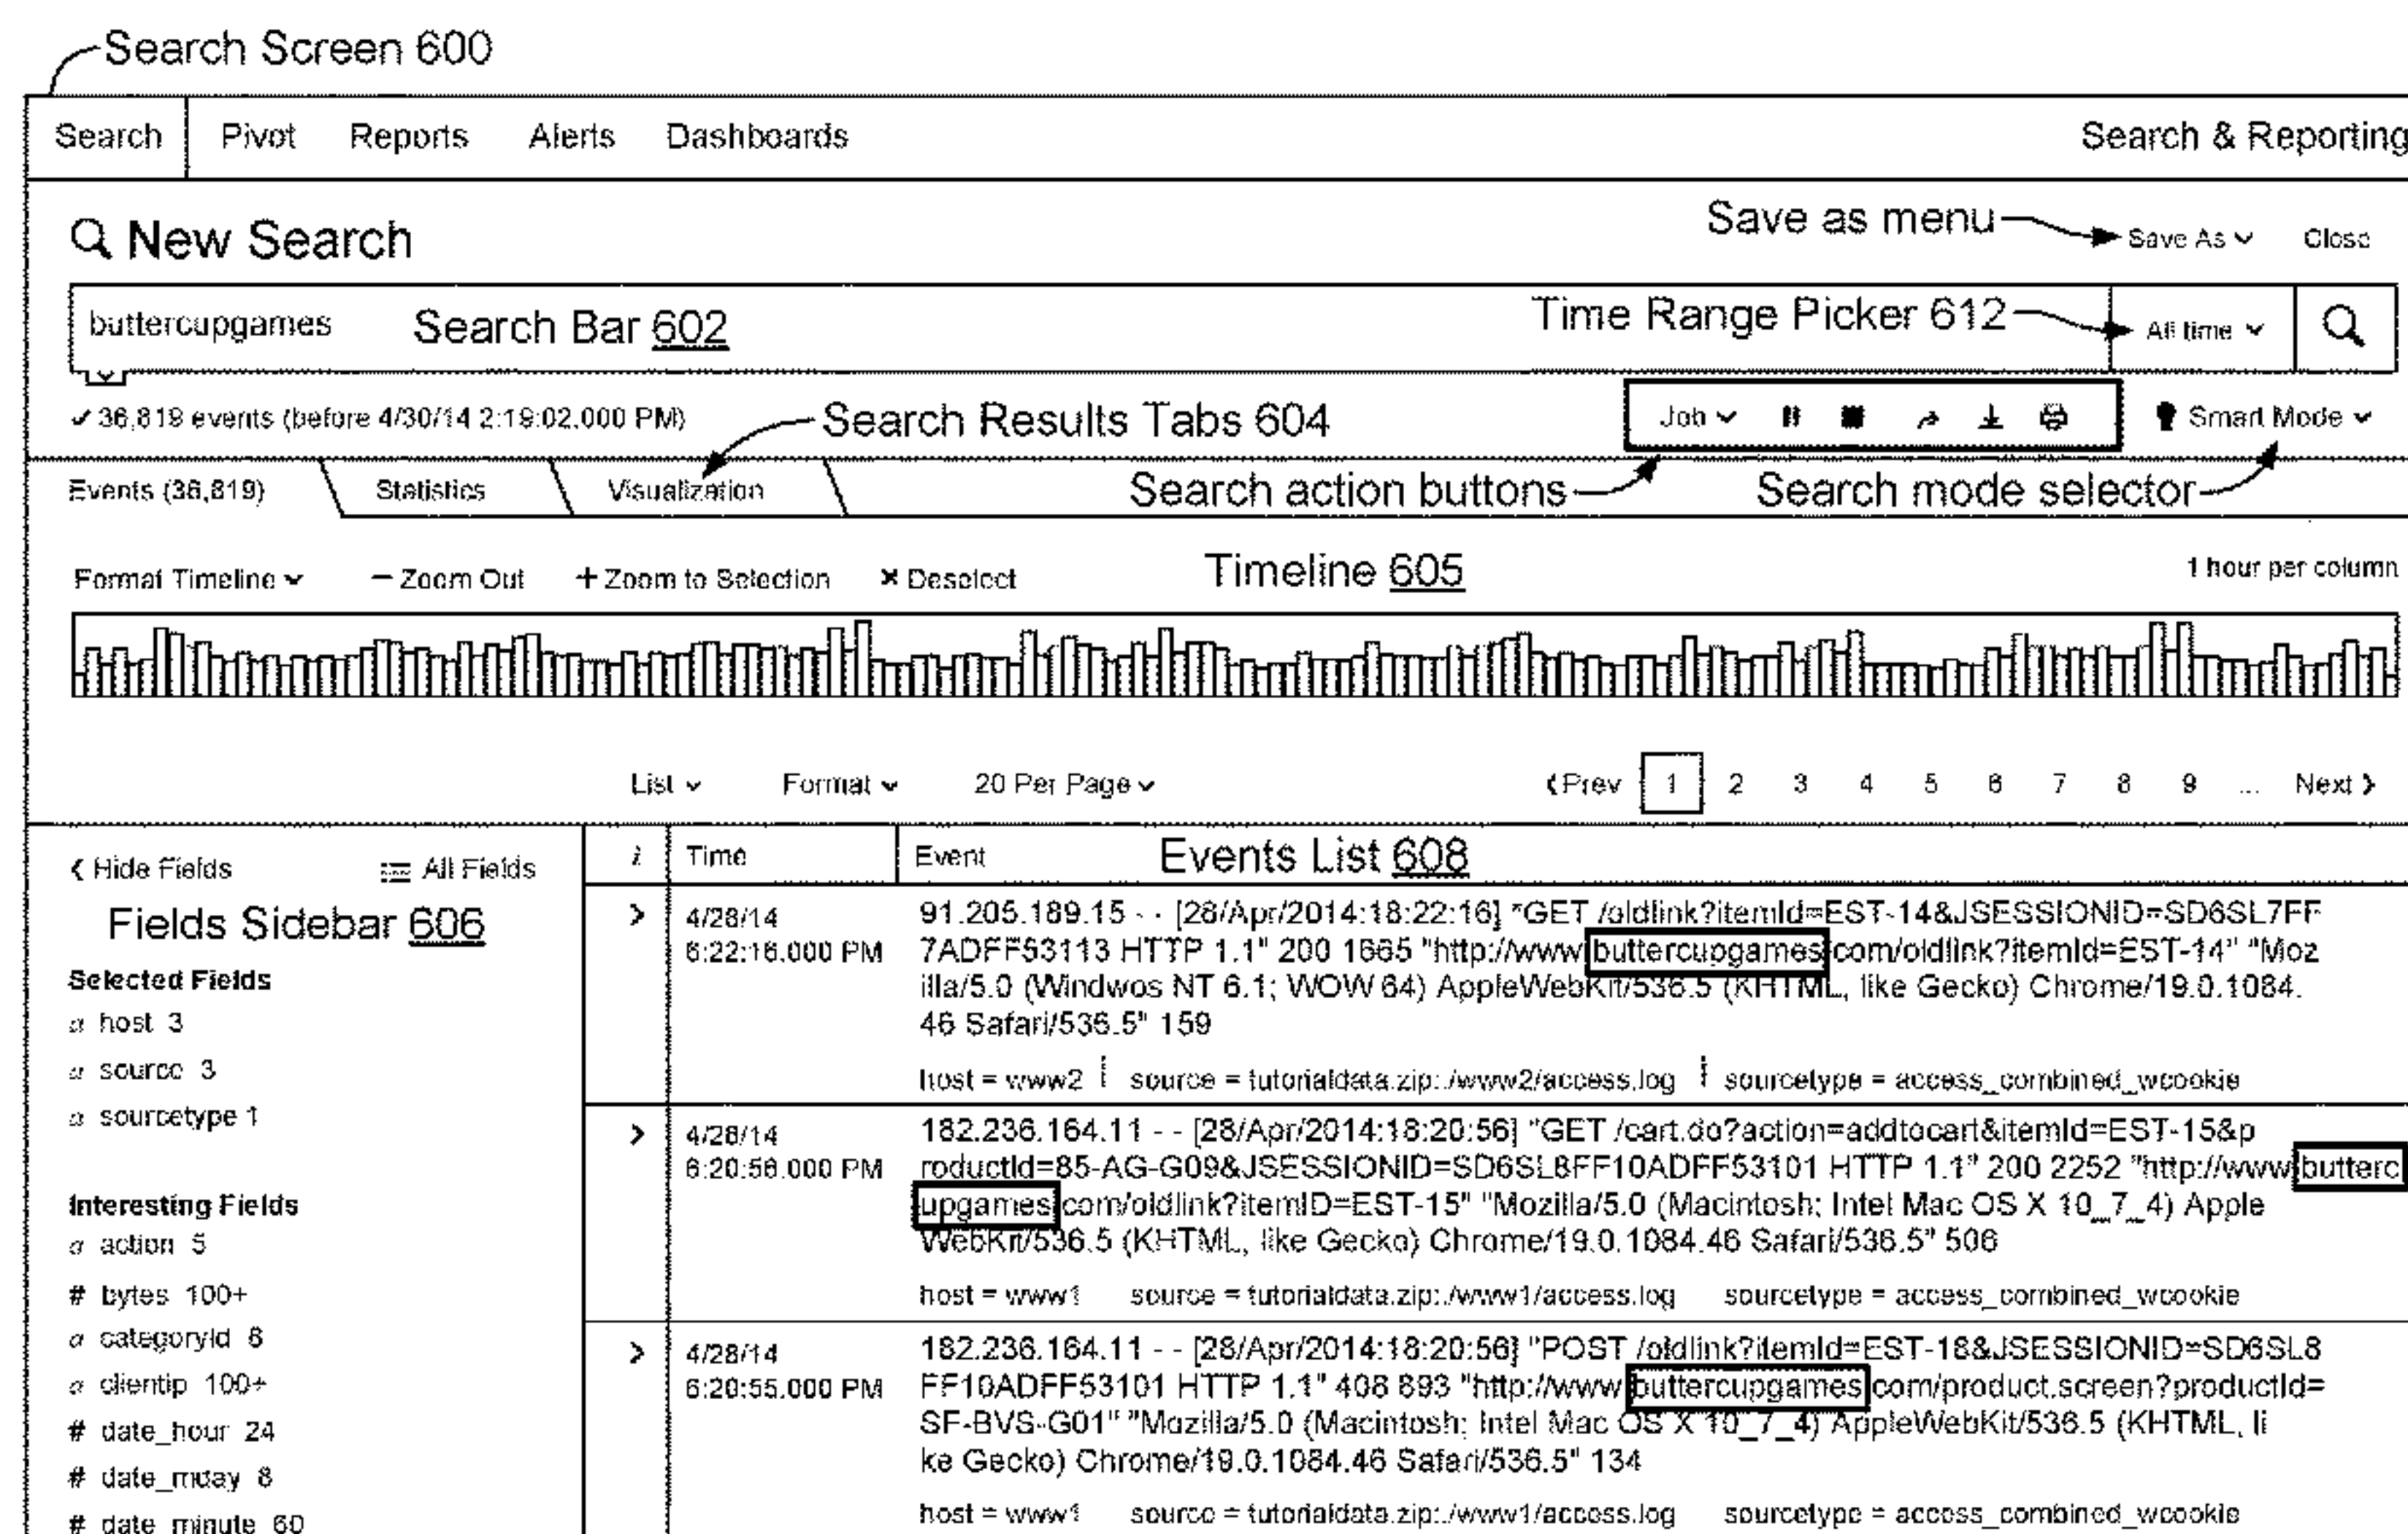 Search Screen 600
Search Pivot Reports Alerts Dashboards Search & Reporting
New Search Save as menu Save As Close
buttercupgames Search Bar 602 Time Range Picker 612 All time
36,819 events (before 4/30/14 2:19:02.000 PM) Search Results Tabs 604 Job Smart Mode
Events (36,819) Statistics Visualization Search action buttons Search mode selector
Format Timeline – Zoom Out + Zoom to Selection × Deselect Timeline 605 1 hour per column
List Format 20 Per Page < Prev 1 2 3 4 5 6 7 8 9 ... Next >
< Hide Fields All Fields i Time Event Events List 608
Fields Sidebar 606
Selected Fields
a host 3
a source 3
a sourcetype 1
Interesting Fields
a action 5
# bytes 100+
a categoryId 8
a clientip 100+
# date_hour 24
# date_mday 8
# date_minute 60
> 4/28/14
6:22:16.000 PM
91.205.189.15 - - [28/Apr/2014:18:22:16] "GET /oldlink?itemId=EST-14&JSESSIONID=SD6SL7FF
7ADFF53113 HTTP 1.1" 200 1665 "http://www.buttercupgames.com/oldlink?itemId=EST-14" "Moz
illa/5.0 (Windwos NT 6.1; WOW 64) AppleWebKit/536.5 (KHTML, like Gecko) Chrome/19.0.1084.
46 Safari/536.5" 159
host = www2 source = tutorialdata.zip:./www2/access.log sourcetype = access_combined_wcookie
> 4/28/14
6:20:56.000 PM
182.236.164.11 - - [28/Apr/2014:18:20:56] "GET /cart.do?action=addtocart&itemId=EST-15&p
roductId=85-AG-G09&JSESSIONID=SD6SL8FF10ADFF53101 HTTP 1.1" 200 2252 "http://www.butterc
upgames.com/oldlink?itemID=EST-15" "Mozilla/5.0 (Macintosh; Intel Mac OS X 10_7_4) Apple
WebKit/536.5 (KHTML, like Gecko) Chrome/19.0.1084.46 Safari/536.5" 506
host = www1 source = tutorialdata.zip:./www1/access.log sourcetype = access_combined_wcookie
> 4/28/14
6:20:55.000 PM
182.236.164.11 - - [28/Apr/2014:18:20:56] "POST /oldlink?itemId=EST-18&JSESSIONID=SD6SL8
FF10ADFF53101 HTTP 1.1" 408 893 "http://www.buttercupgames.com/product.screen?productId=
SF-BVS-G01" "Mozilla/5.0 (Macintosh; Intel Mac OS X 10_7_4) AppleWebKit/536.5 (KHTML, li
ke Gecko) Chrome/19.0.1084.46 Safari/536.5" 134
host = www1 source = tutorialdata.zip:./www1/access.log sourcetype = access_combined_wcookie